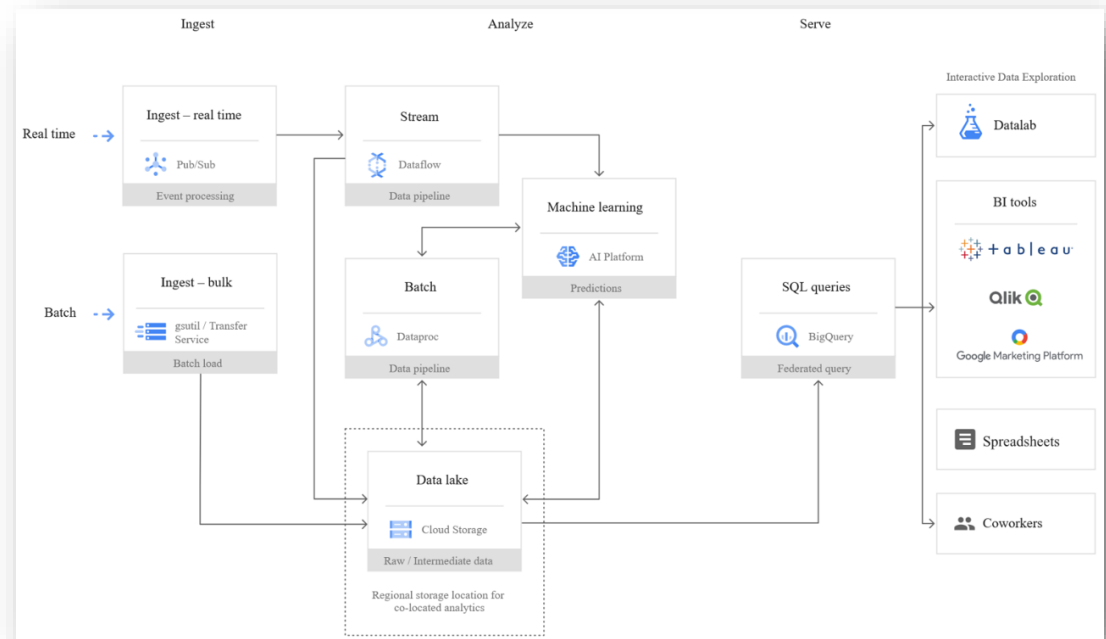 Ingest
Analyze
Serve
Interactive Data Exploration
Real time
Ingest – real time
Pub/Sub
Event processing
Stream
Dataflow
Data pipeline
Datalab
Machine learning
AI Platform
Predictions
BI tools
+ a b l e a u
Qlik
Google Marketing Platform
Batch
Ingest – bulk
gsutil / Transfer
Service
Batch load
Batch
Dataproc
Data pipeline
SQL queries
BigQuery
Federated query
Spreadsheets
Data lake
Cloud Storage
Raw / Intermediate data
Regional storage location for
co-located analytics
Coworkers